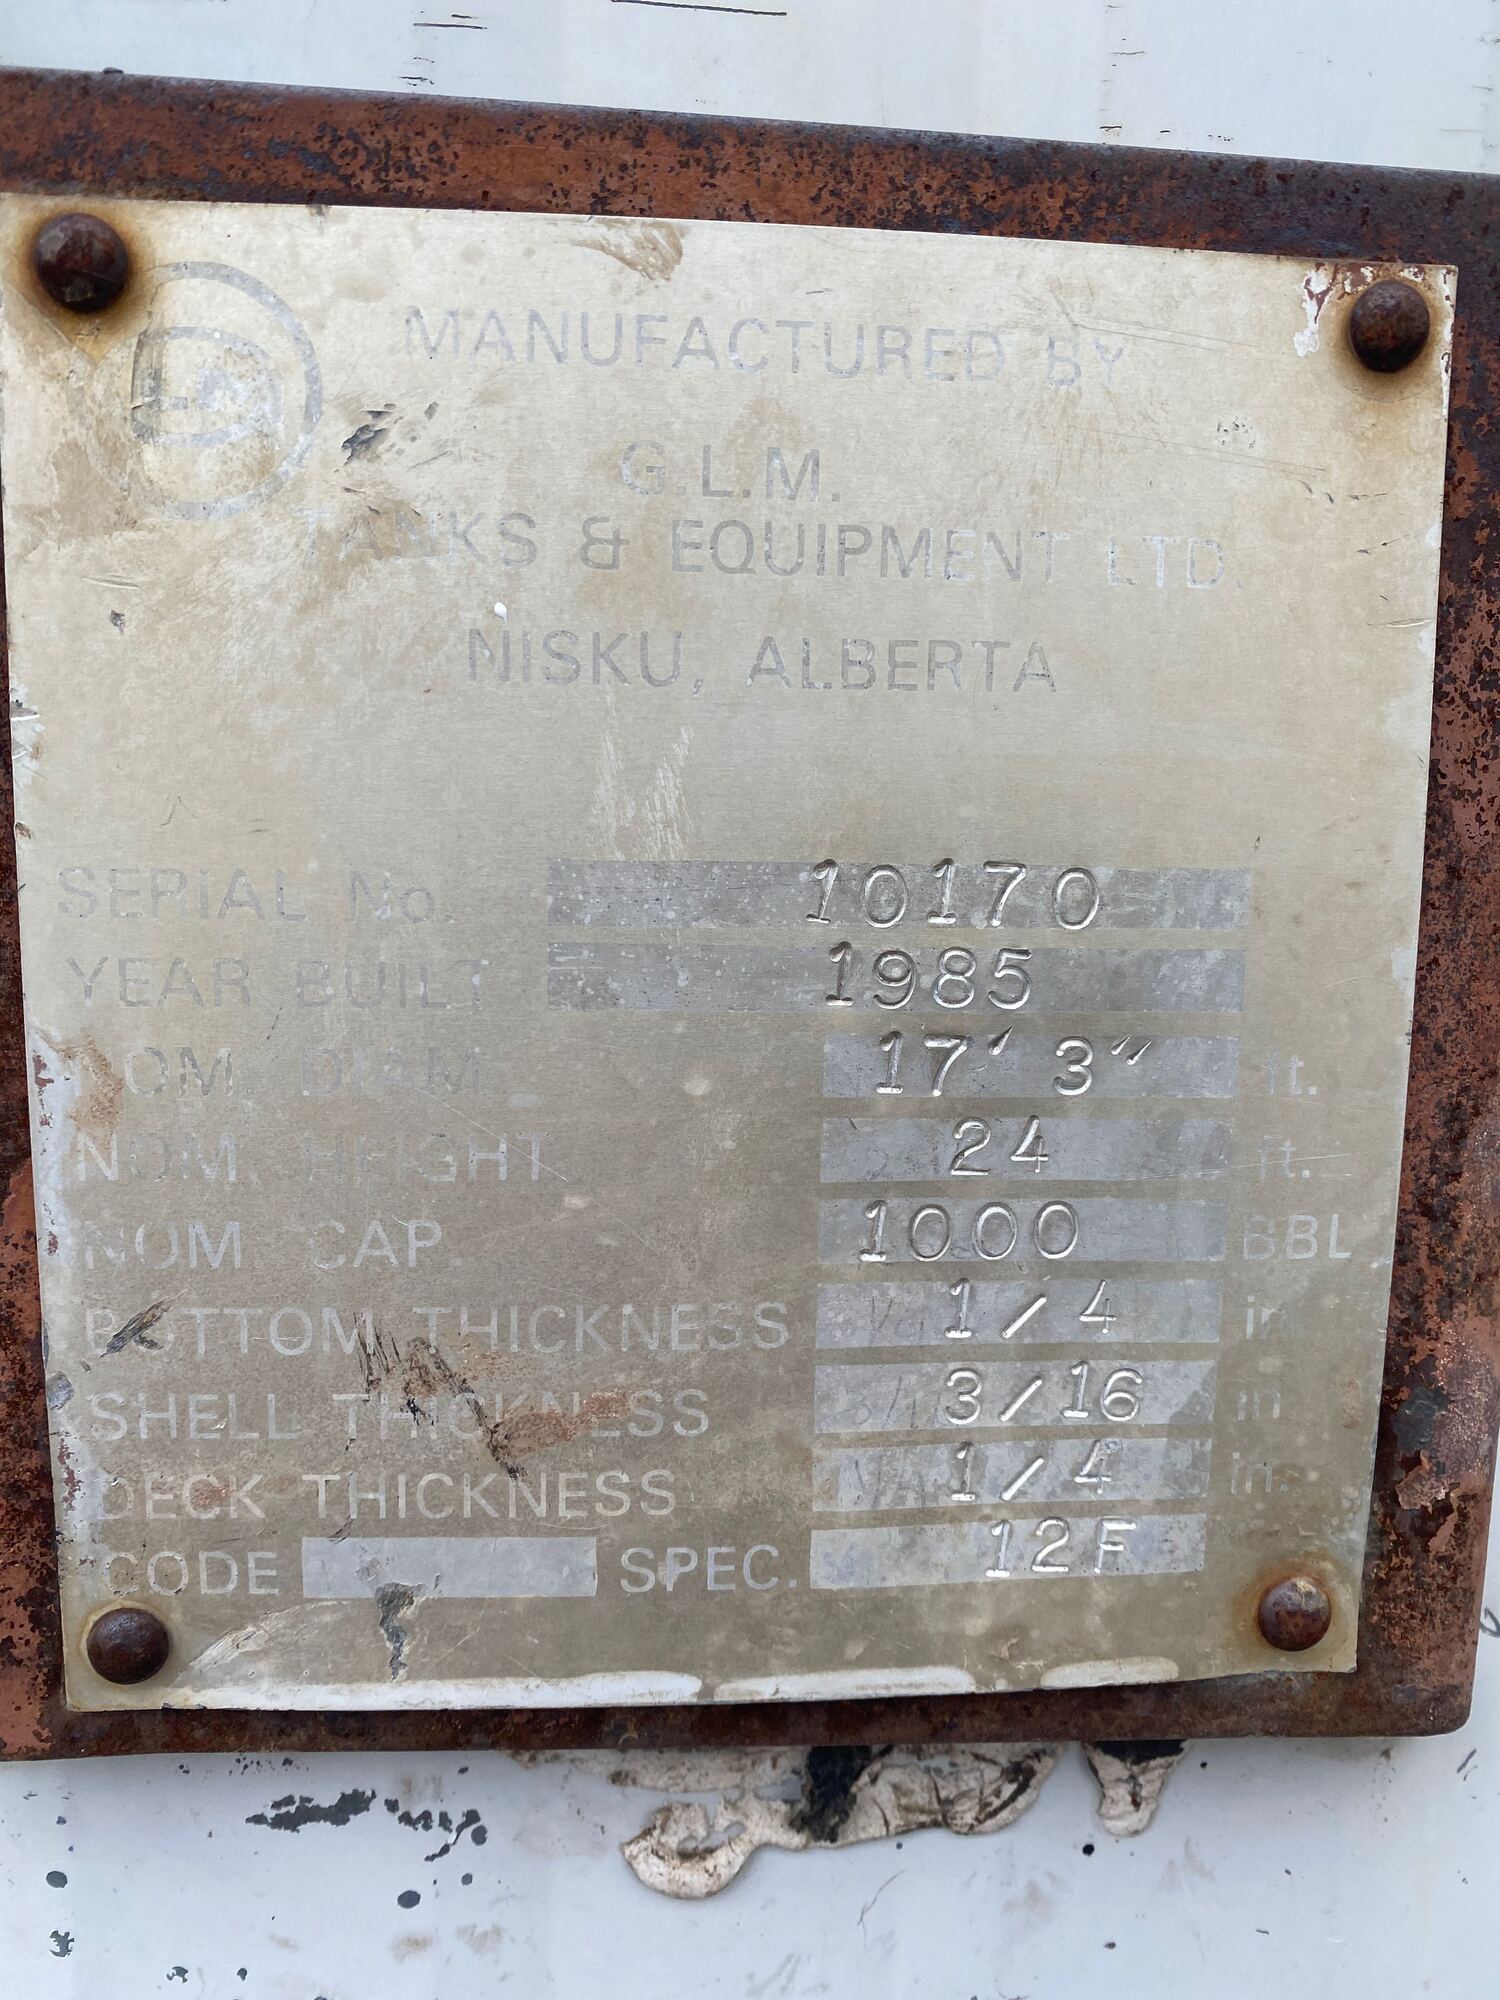 MANUFACTURED BY
G.L.M.
TANKS & EQUIPMENT LTD.
NISKU, ALBERTA
SERIAL No. 10170
YEAR BUILT 1985
NOM. DIAM. 17' 3" ft.
NOM. HEIGHT 24 ft.
NOM. CAP. 1000 BBL
BOTTOM THICKNESS 1/4 in.
SHELL THICKNESS 3/16 in.
DECK THICKNESS 1/4 in.
CODE SPEC. 12F